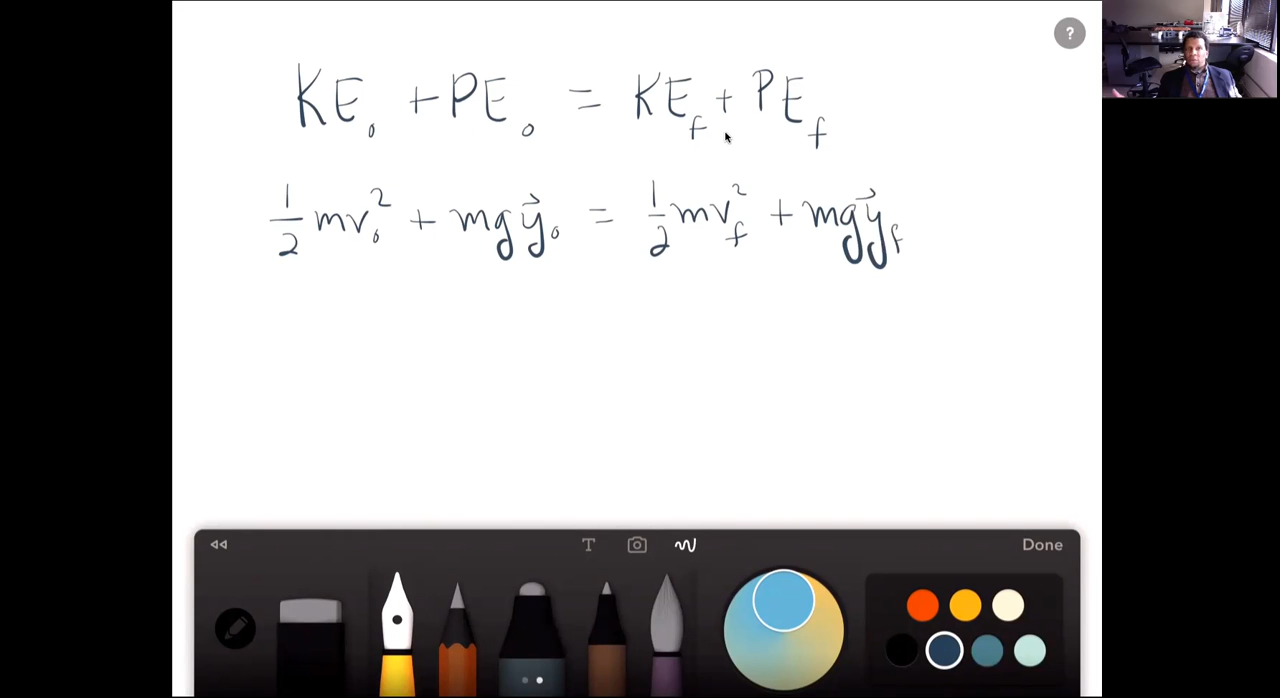 ?
KE₀ + PE₀ = KE_f + PE_f
½mv₀² + mgy⃗₀ = ½mv_f² + mgy⃗_f
T
Done